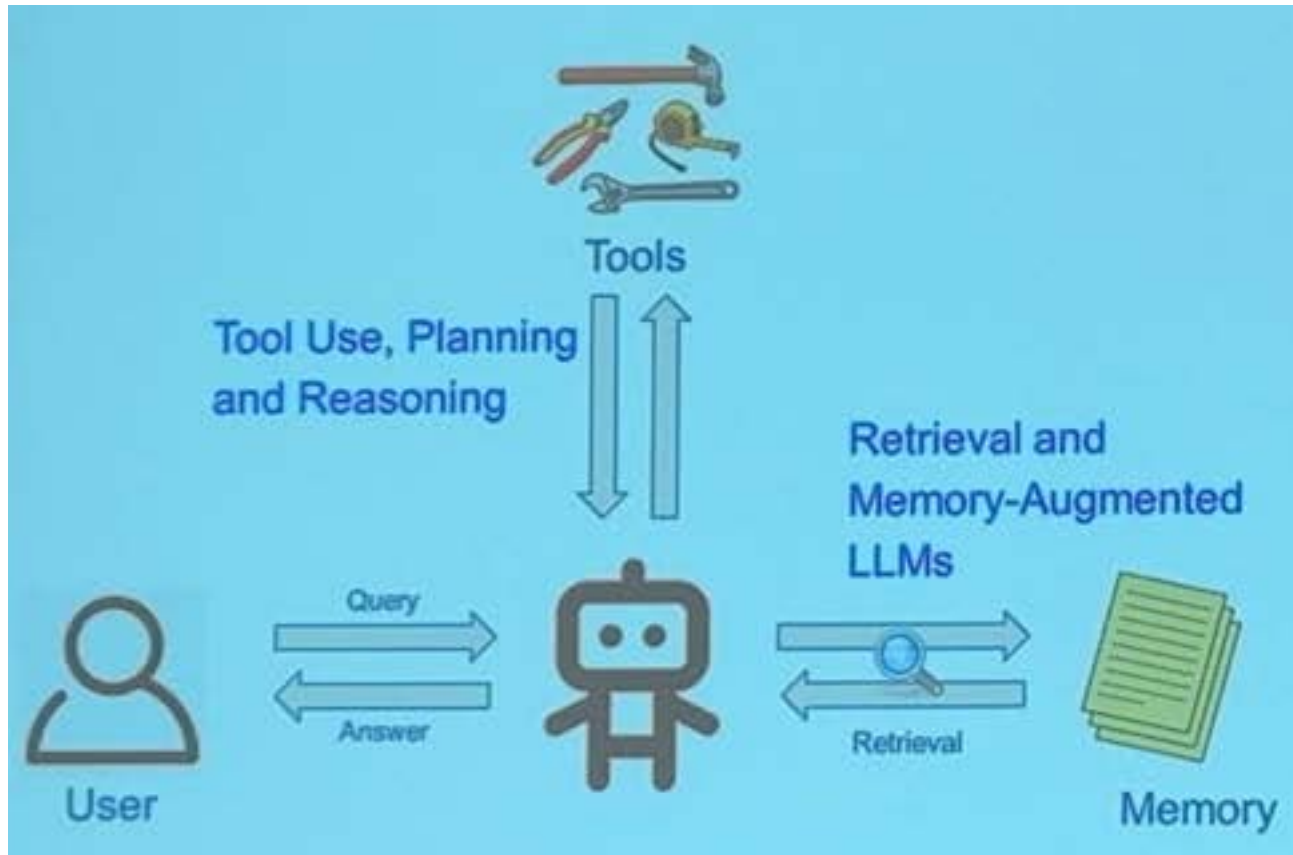 Tools
Tool Use, Planning
and Reasoning
Retrieval and
Memory-Augmented
LLMs
Query
Answer
Retrieval
User
Memory